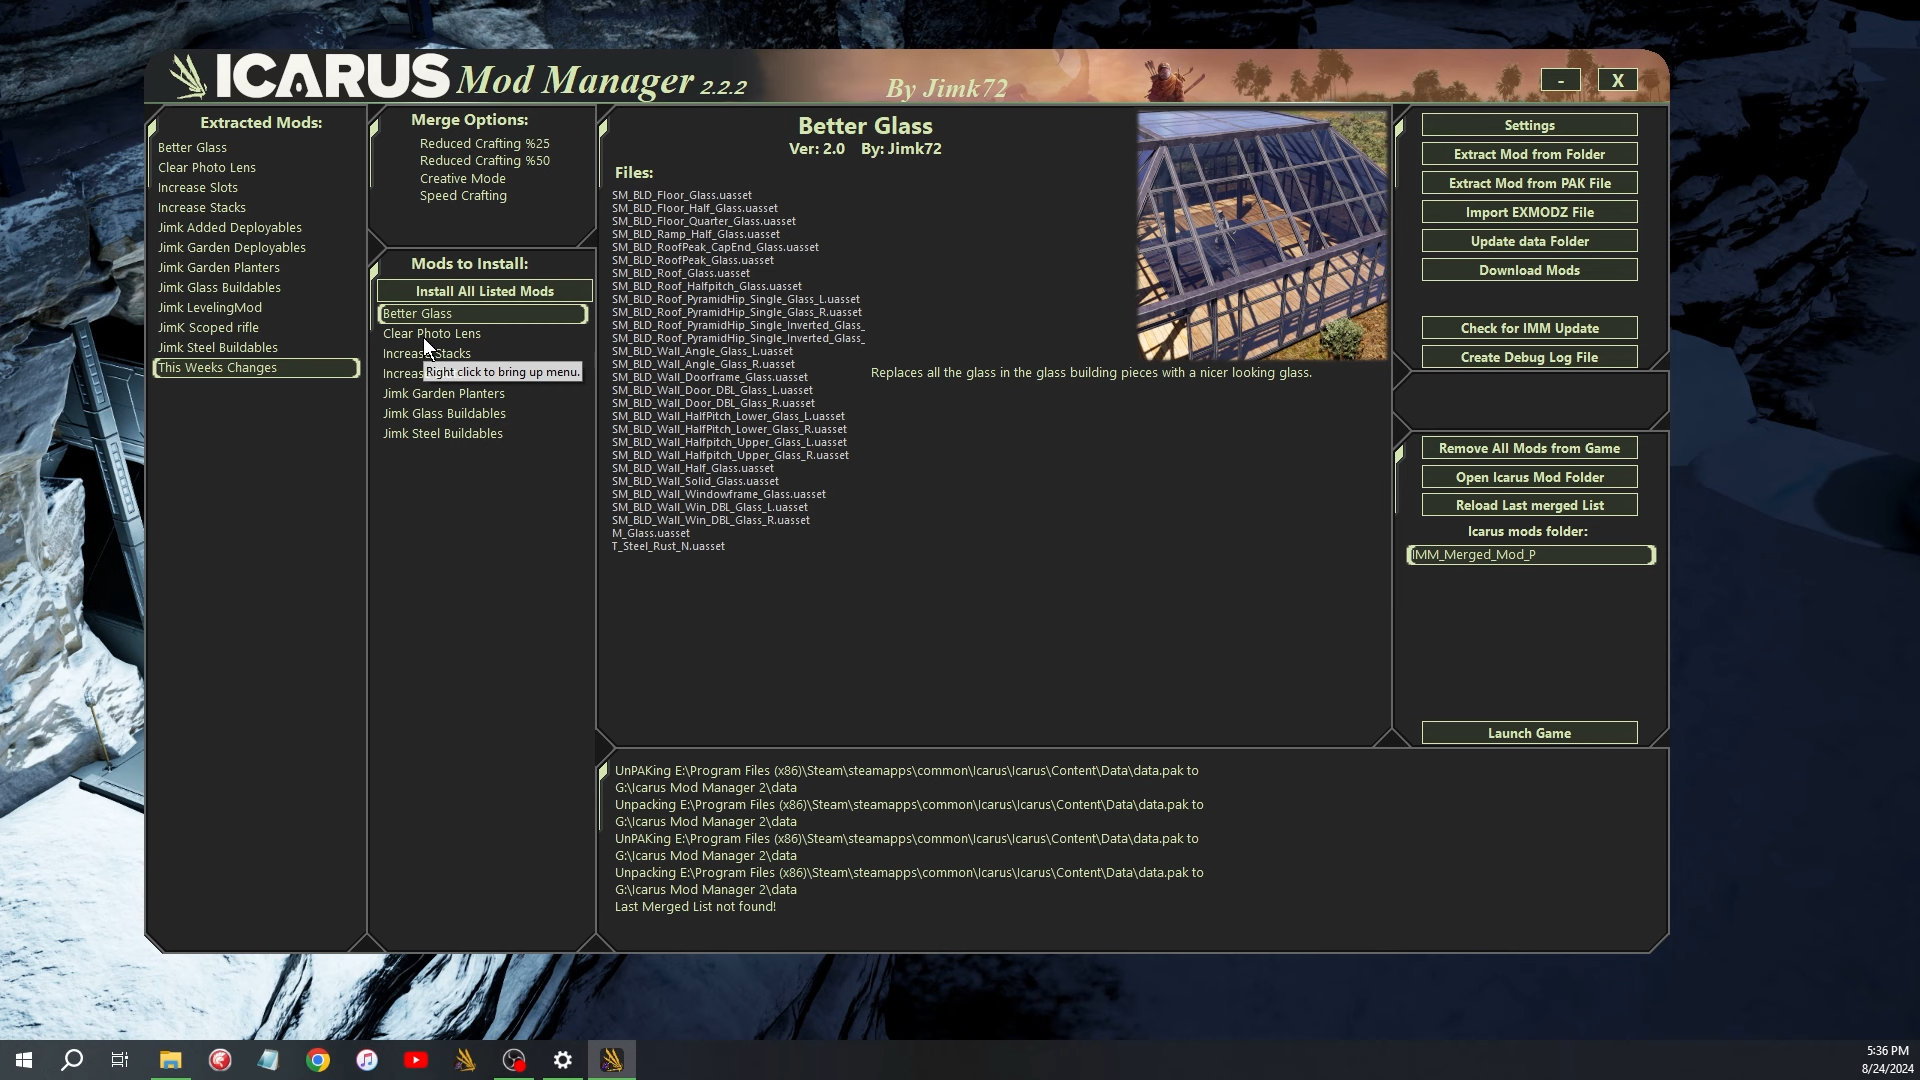 ICARUS Mod Manager 2.2.2
By Jimk72
-
X
Extracted Mods:
Better Glass
Clear Photo Lens
Increase Slots
Increase Stacks
Jimk Added Deployables
Jimk Garden Deployables
Jimk Garden Planters
Jimk Glass Buildables
Jimk LevelingMod
JimK Scoped rifle
Jimk Steel Buildables
This Weeks Changes
Merge Options:
Reduced Crafting %25
Reduced Crafting %50
Creative Mode
Speed Crafting
Mods to Install:
Install All Listed Mods
Better Glass
Clear Photo Lens
Increase Stacks
Increas
Right click to bring up menu.
Jimk Garden Planters
Jimk Glass Buildables
Jimk Steel Buildables
Better Glass
Ver: 2.0 By: Jimk72
Files:
SM_BLD_Floor_Glass.uasset
SM_BLD_Floor_Half_Glass.uasset
SM_BLD_Floor_Quarter_Glass.uasset
SM_BLD_Ramp_Half_Glass.uasset
SM_BLD_RoofPeak_CapEnd_Glass.uasset
SM_BLD_RoofPeak_Glass.uasset
SM_BLD_Roof_Glass.uasset
SM_BLD_Roof_Halfpitch_Glass.uasset
SM_BLD_Roof_PyramidHip_Single_Glass_L.uasset
SM_BLD_Roof_PyramidHip_Single_Glass_R.uasset
SM_BLD_Roof_PyramidHip_Single_Inverted_Glass_
SM_BLD_Roof_PyramidHip_Single_Inverted_Glass_
SM_BLD_Wall_Angle_Glass_L.uasset
SM_BLD_Wall_Angle_Glass_R.uasset
SM_BLD_Wall_Doorframe_Glass.uasset
SM_BLD_Wall_Door_DBL_Glass_L.uasset
SM_BLD_Wall_Door_DBL_Glass_R.uasset
SM_BLD_Wall_HalfPitch_Lower_Glass_L.uasset
SM_BLD_Wall_HalfPitch_Lower_Glass_R.uasset
SM_BLD_Wall_Halfpitch_Upper_Glass_L.uasset
SM_BLD_Wall_Halfpitch_Upper_Glass_R.uasset
SM_BLD_Wall_Half_Glass.uasset
SM_BLD_Wall_Solid_Glass.uasset
SM_BLD_Wall_Windowframe_Glass.uasset
SM_BLD_Wall_Win_DBL_Glass_L.uasset
SM_BLD_Wall_Win_DBL_Glass_R.uasset
M_Glass.uasset
T_Steel_Rust_N.uasset
Replaces all the glass in the glass building pieces with a nicer looking glass.
Settings
Extract Mod from Folder
Extract Mod from PAK File
Import EXMODZ File
Update data Folder
Download Mods
Check for IMM Update
Create Debug Log File
Remove All Mods from Game
Open Icarus Mod Folder
Reload Last merged List
Icarus mods folder:
IMM_Merged_Mod_P
Launch Game
UnPAKing E:\Program Files (x86)\Steam\steamapps\common\Icarus\Icarus\Content\Data\data.pak to
G:\Icarus Mod Manager 2\data
Unpacking E:\Program Files (x86)\Steam\steamapps\common\Icarus\Icarus\Content\Data\data.pak to
G:\Icarus Mod Manager 2\data
UnPAKing E:\Program Files (x86)\Steam\steamapps\common\Icarus\Icarus\Content\Data\data.pak to
G:\Icarus Mod Manager 2\data
Unpacking E:\Program Files (x86)\Steam\steamapps\common\Icarus\Icarus\Content\Data\data.pak to
G:\Icarus Mod Manager 2\data
Last Merged List not found!
5:36 PM
8/24/2024